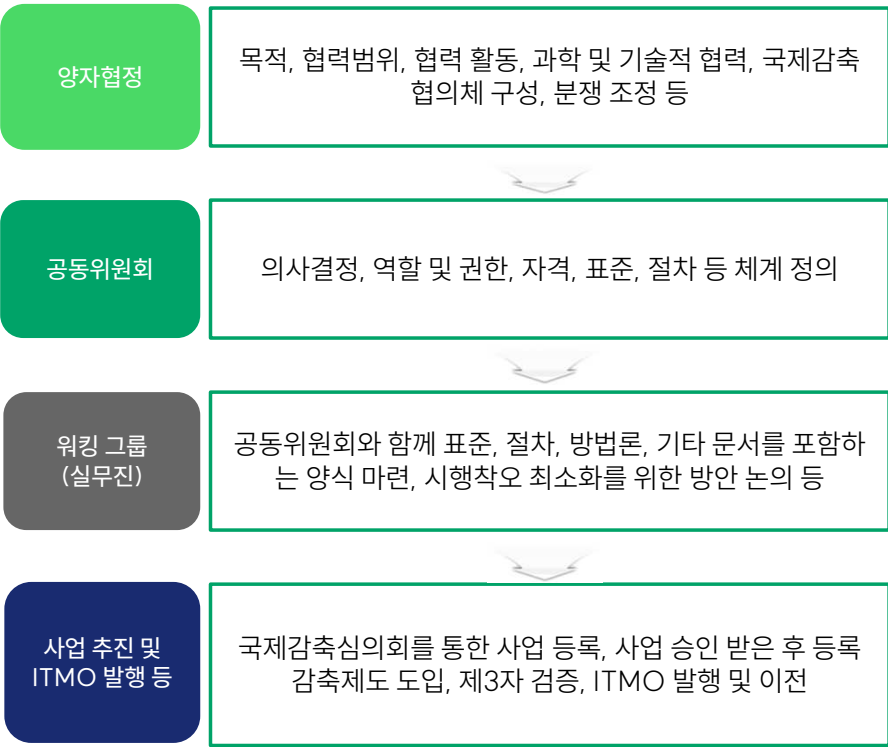 양자협정
목적, 협력범위, 협력 활동, 과학 및 기술적 협력, 국제감축
협의체 구성, 분쟁 조정 등
공동위원회
의사결정, 역할 및 권한, 자격, 표준, 절차 등 체계 정의
워킹 그룹
(실무진)
공동위원회와 함께 표준, 절차, 방법론, 기타 문서를 포함하
는 양식 마련, 시행착오 최소화를 위한 방안 논의 등
사업 추진 및
ITMO 발행 등
국제감축심의회를 통한 사업 등록, 사업 승인 받은 후 등록
감축제도 도입, 제3자 검증, ITMO 발행 및 이전